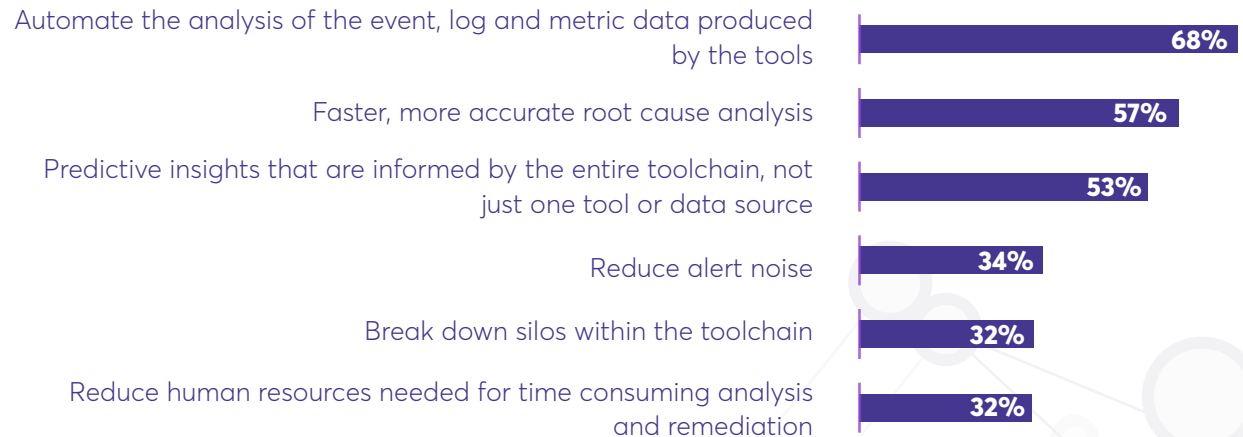 Automate the analysis of the event, log and metric data produced
by the tools
68%
Faster, more accurate root cause analysis
57%
Predictive insights that are informed by the entire toolchain, not
just one tool or data source
53%
Reduce alert noise
34%
Break down silos within the toolchain
32%
Reduce human resources needed for time consuming analysis
and remediation
32%